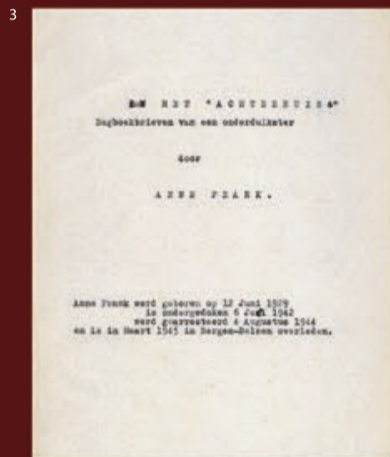 3
HET "ACHTERHUIS"
Dagboekbrieven van een onderduikster
door
ANNE FRANK.
Anne Frank werd geboren op 12 Juni 1929
is ondergedoken 6 Juli 1942
werd gearresteerd 4 Augustus 1944
en is in Maart 1945 in Bergen-Belsen overleden.